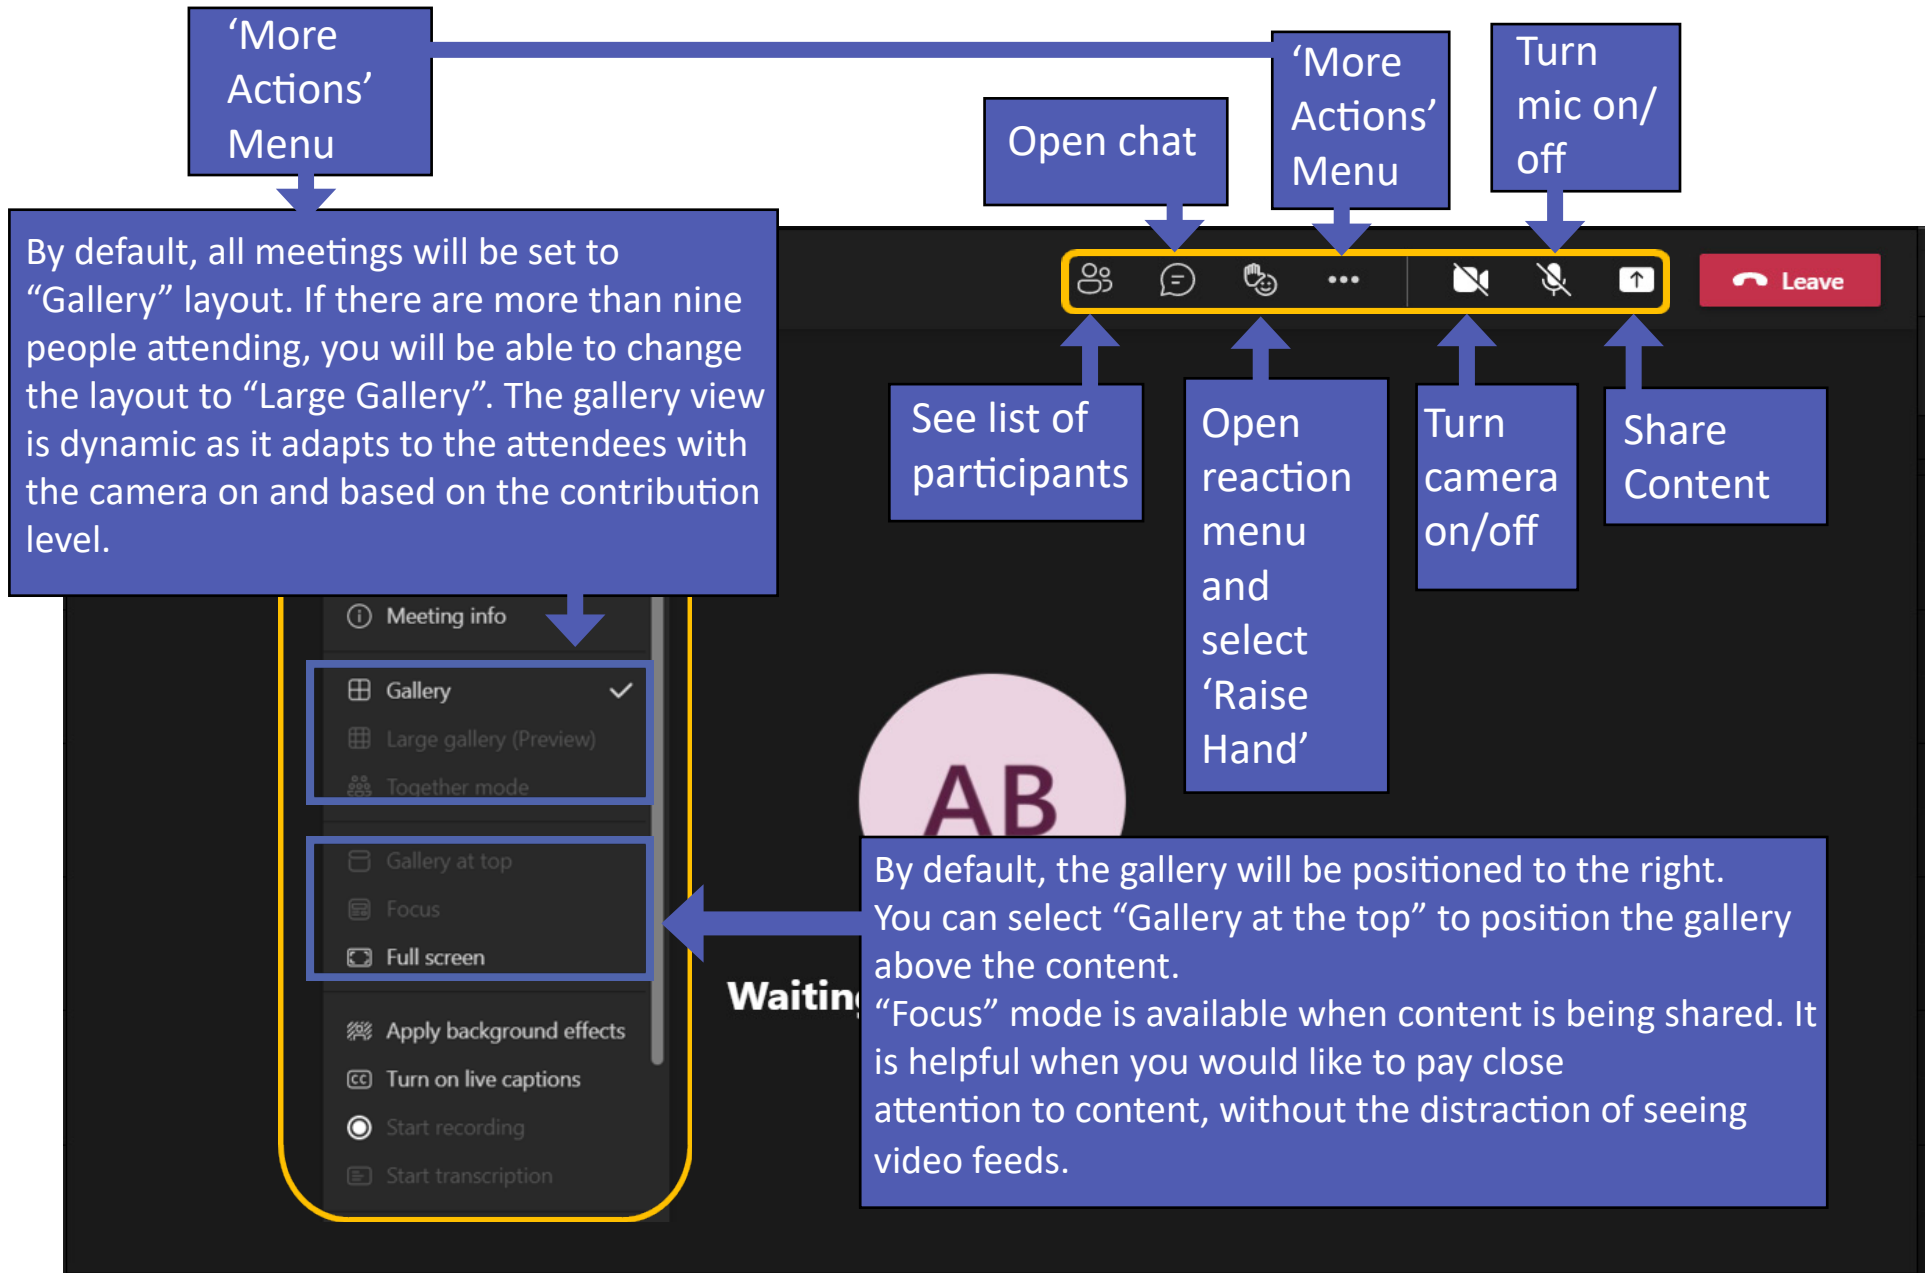 ‘More
Actions’
Menu
‘More
Actions’
Menu
Turn
mic on/
off
Open chat
By default, all meetings will be set to
“Gallery” layout. If there are more than nine
people attending, you will be able to change
the layout to “Large Gallery”. The gallery view
is dynamic as it adapts to the attendees with
the camera on and based on the contribution
level.
Leave
See list of
participants
Open
reaction
menu
and
select
‘Raise
Hand’
Turn
camera
on/off
Share
Content
Meeting info
Gallery
Large gallery (Preview)
Together mode
Gallery at top
Focus
Full screen
Apply background effects
CC Turn on live captions
Start recording
Start transcription
AB
By default, the gallery will be positioned to the right.
You can select “Gallery at the top” to position the gallery
above the content.
“Focus” mode is available when content is being shared. It
is helpful when you would like to pay close
attention to content, without the distraction of seeing
video feeds.